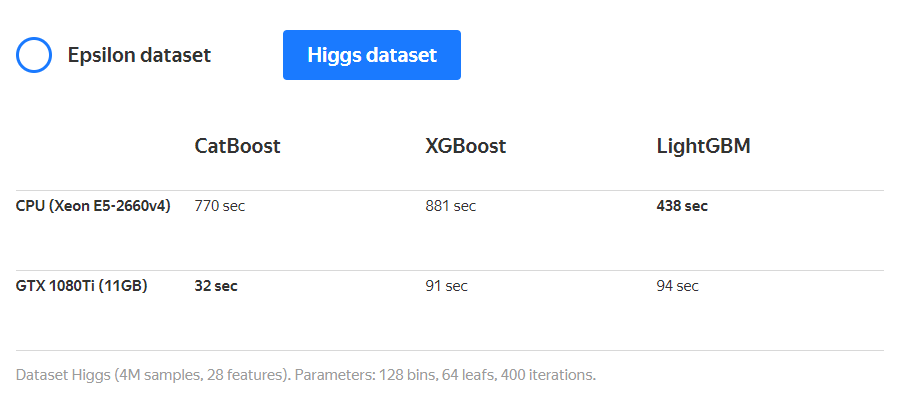 Epsilon dataset Higgs dataset
CatBoost XGBoost LightGBM
CPU (Xeon E5-2660v4) 770 sec 881 sec 438 sec
GTX 1080Ti (11GB) 32 sec 91 sec 94 sec
Dataset Higgs (4M samples, 28 features). Parameters: 128 bins, 64 leafs, 400 iterations.